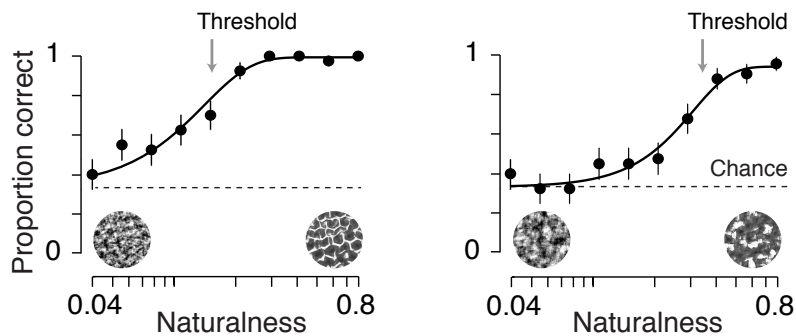 Threshold
1
Proportion correct
0
0.04
0.8
Naturalness
Threshold
1
Chance
0
0.04
0.8
Naturalness